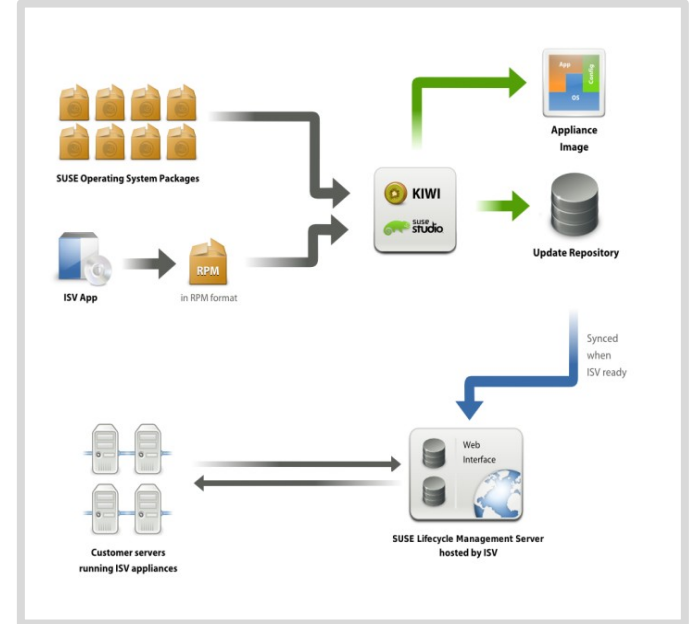 SUSE Operating System Packages
ISV App
RPM
in RPM format
KIWI
SUSE
studio
App
Config
OS
Appliance
Image
Update Repository
Synced
when
ISV ready
Web
Interface
SUSE Lifecycle Management Server
hosted by ISV
Customer servers
running ISV appliances